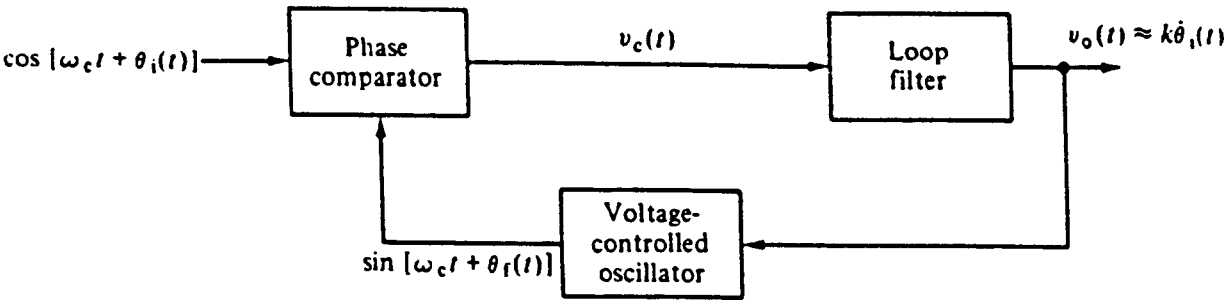 cos [ω_c t + θ_i(t)]
Phase
comparator
v_c(t)
Loop
filter
v_o(t) ≈ kθ̇_i(t)
sin [ω_c t + θ_f(t)]
Voltage-
controlled
oscillator